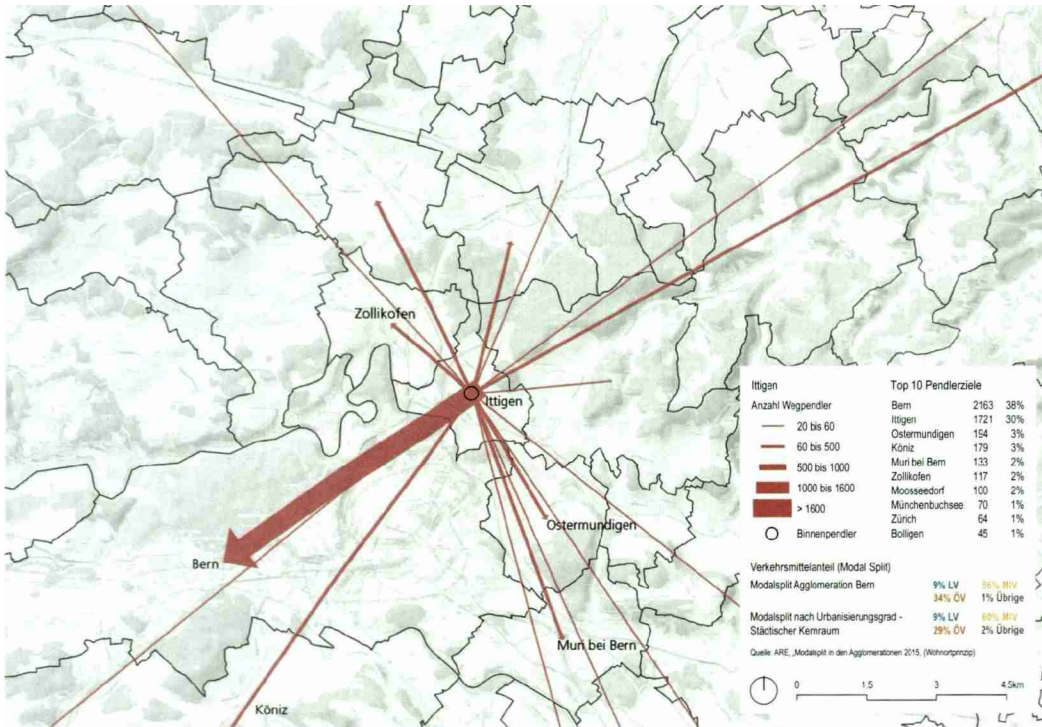 Zollikofen
Ittigen
Ostermundigen
Bern
Muri bei Bern
Köniz
Ittigen
Anzahl Wegpendler
20 bis 60
60 bis 500
500 bis 1000
1000 bis 1600
> 1600
Binnenpendler
Top 10 Pendlerziele
Bern 2163 38%
Ittigen 1721 30%
Ostermundigen 194 3%
Köniz 179 3%
Muri bei Bern 133 2%
Zollikofen 117 2%
Moosseedorf 100 2%
Münchenbuchsee 70 1%
Zürich 64 1%
Bolligen 45 1%
Verkehrsmittelanteil (Modal Split)
Modalsplit Agglomeration Bern 9% LV 56% MIV
34% ÖV 1% Übrige
Modalsplit nach Urbanisierungsgrad - 9% LV 60% MIV
Städtischer Kernraum 29% ÖV 2% Übrige
Quelle: ARE, „Modalsplit in den Agglomerationen 2015, (Wohnortprinzip)
0 1.5 3 4.5km